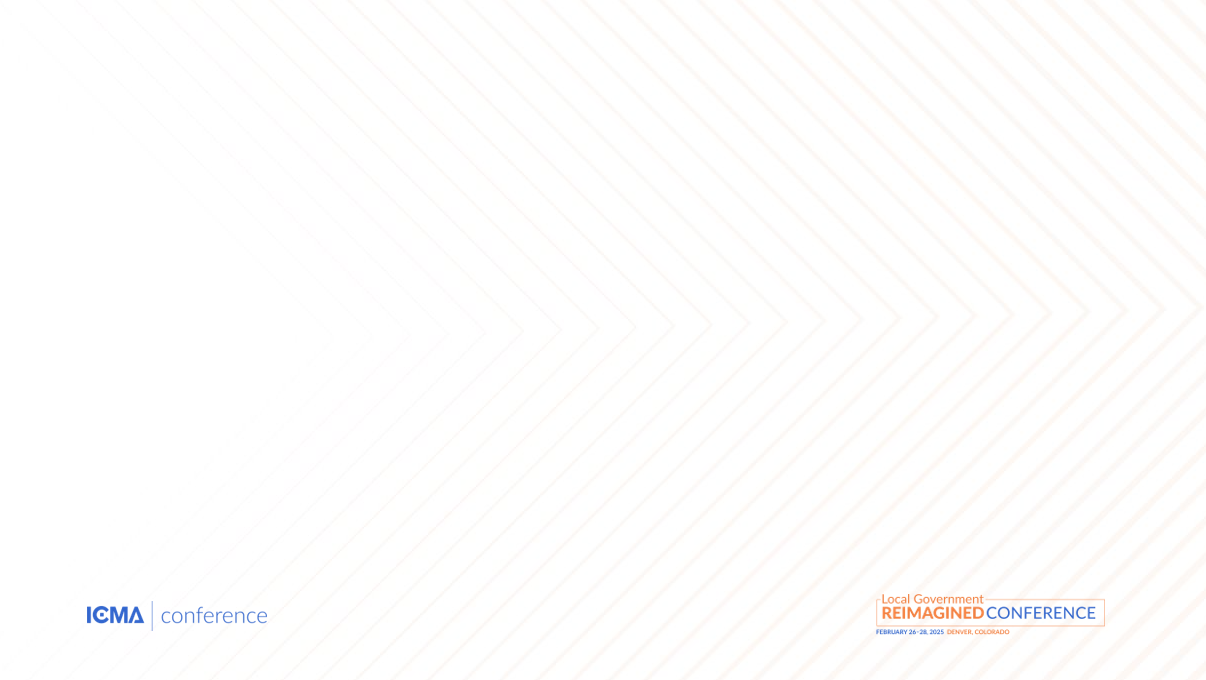 ICMA | conference
Local Government
REIMAGINED CONFERENCE
FEBRUARY 26–28, 2025 DENVER, COLORADO